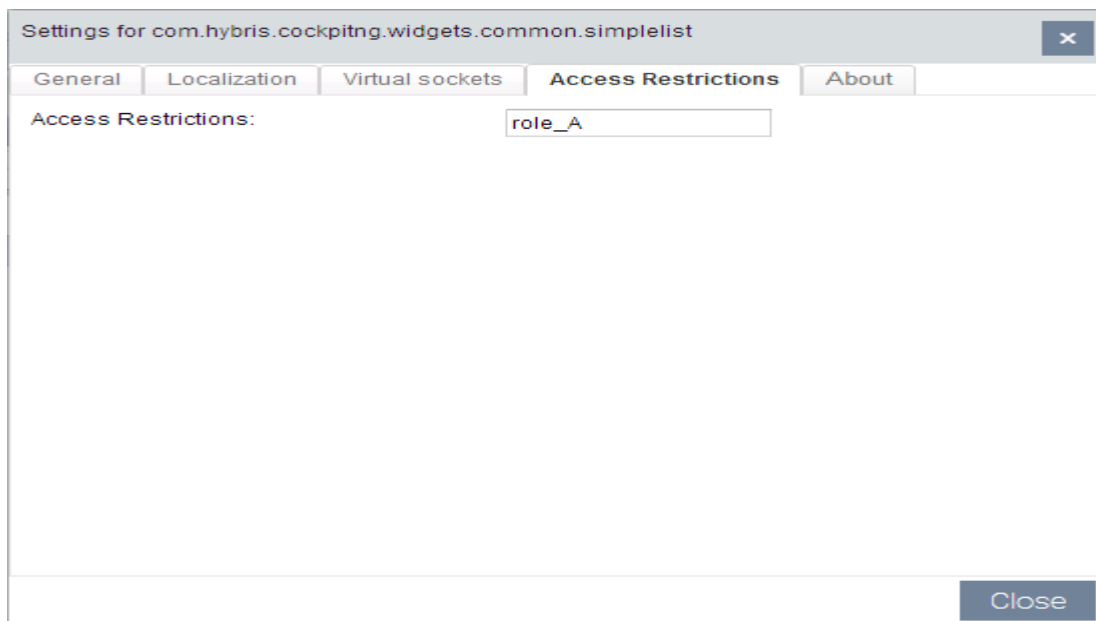 Settings for com.hybris.cockpitng.widgets.common.simplelist
×
General Localization Virtual sockets Access Restrictions About
Access Restrictions: role_A
Close